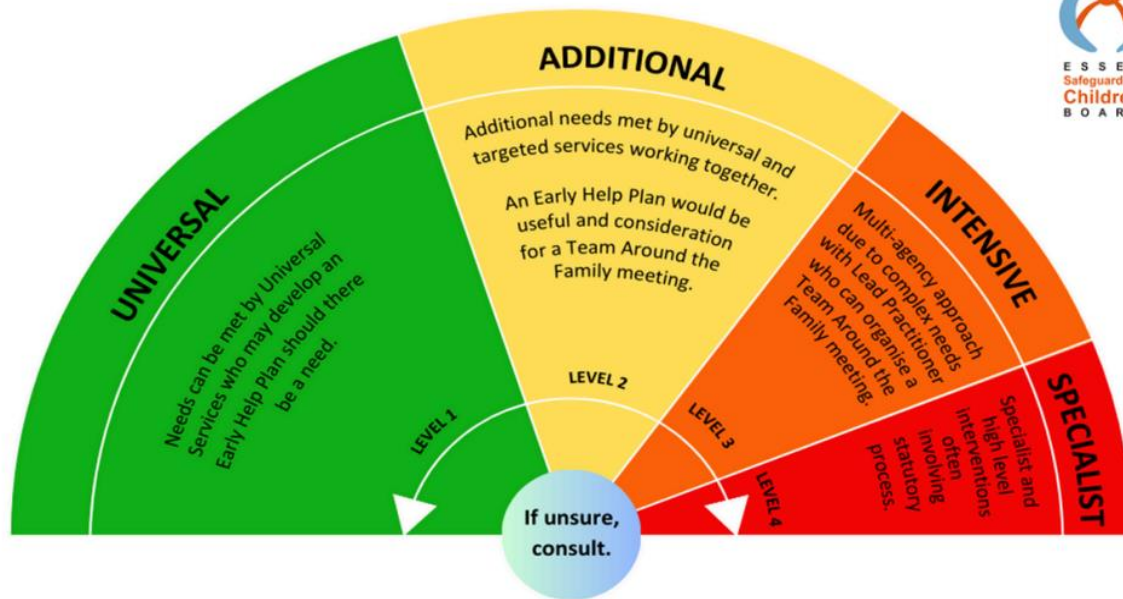 UNIVERSAL
Needs can be met by Universal
Services who may develop an
Early Help Plan should there
be a need.
LEVEL 1
ADDITIONAL
Additional needs met by universal and
targeted services working together.
An Early Help Plan would be
useful and consideration
for a Team Around the
Family meeting.
LEVEL 2
INTENSIVE
Multi-agency approach
due to complex needs
with Lead Practitioner
who can organise a
Team Around the
Family meeting.
LEVEL 3
SPECIALIST
Specialist and
high level
interventions
often
involving
statutory
process.
LEVEL 4
If unsure,
consult.